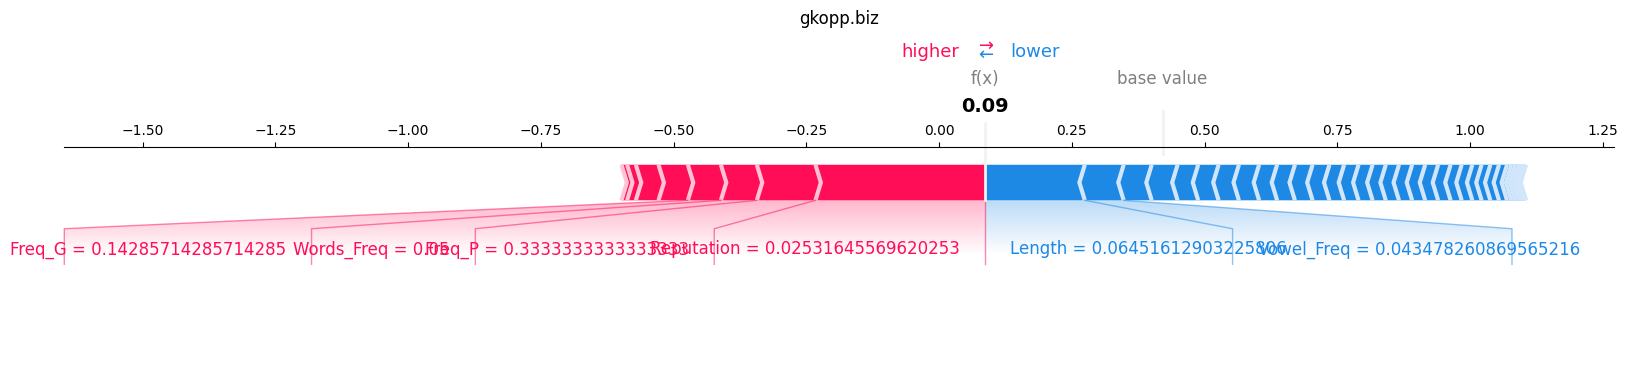 gkopp.biz
higher → ← lower
f(x) base value
0.09
−1.50 −1.25 −1.00 −0.75 −0.50 −0.25 0.00 0.25 0.50 0.75 1.00 1.25
Freq_G = 0.14285714285714285 Words_Freq = 0.05 Freq_P = 0.3333333333333333 Reputation = 0.02531645569620253 Length = 0.06451612903225806 Vowel_Freq = 0.043478260869565216